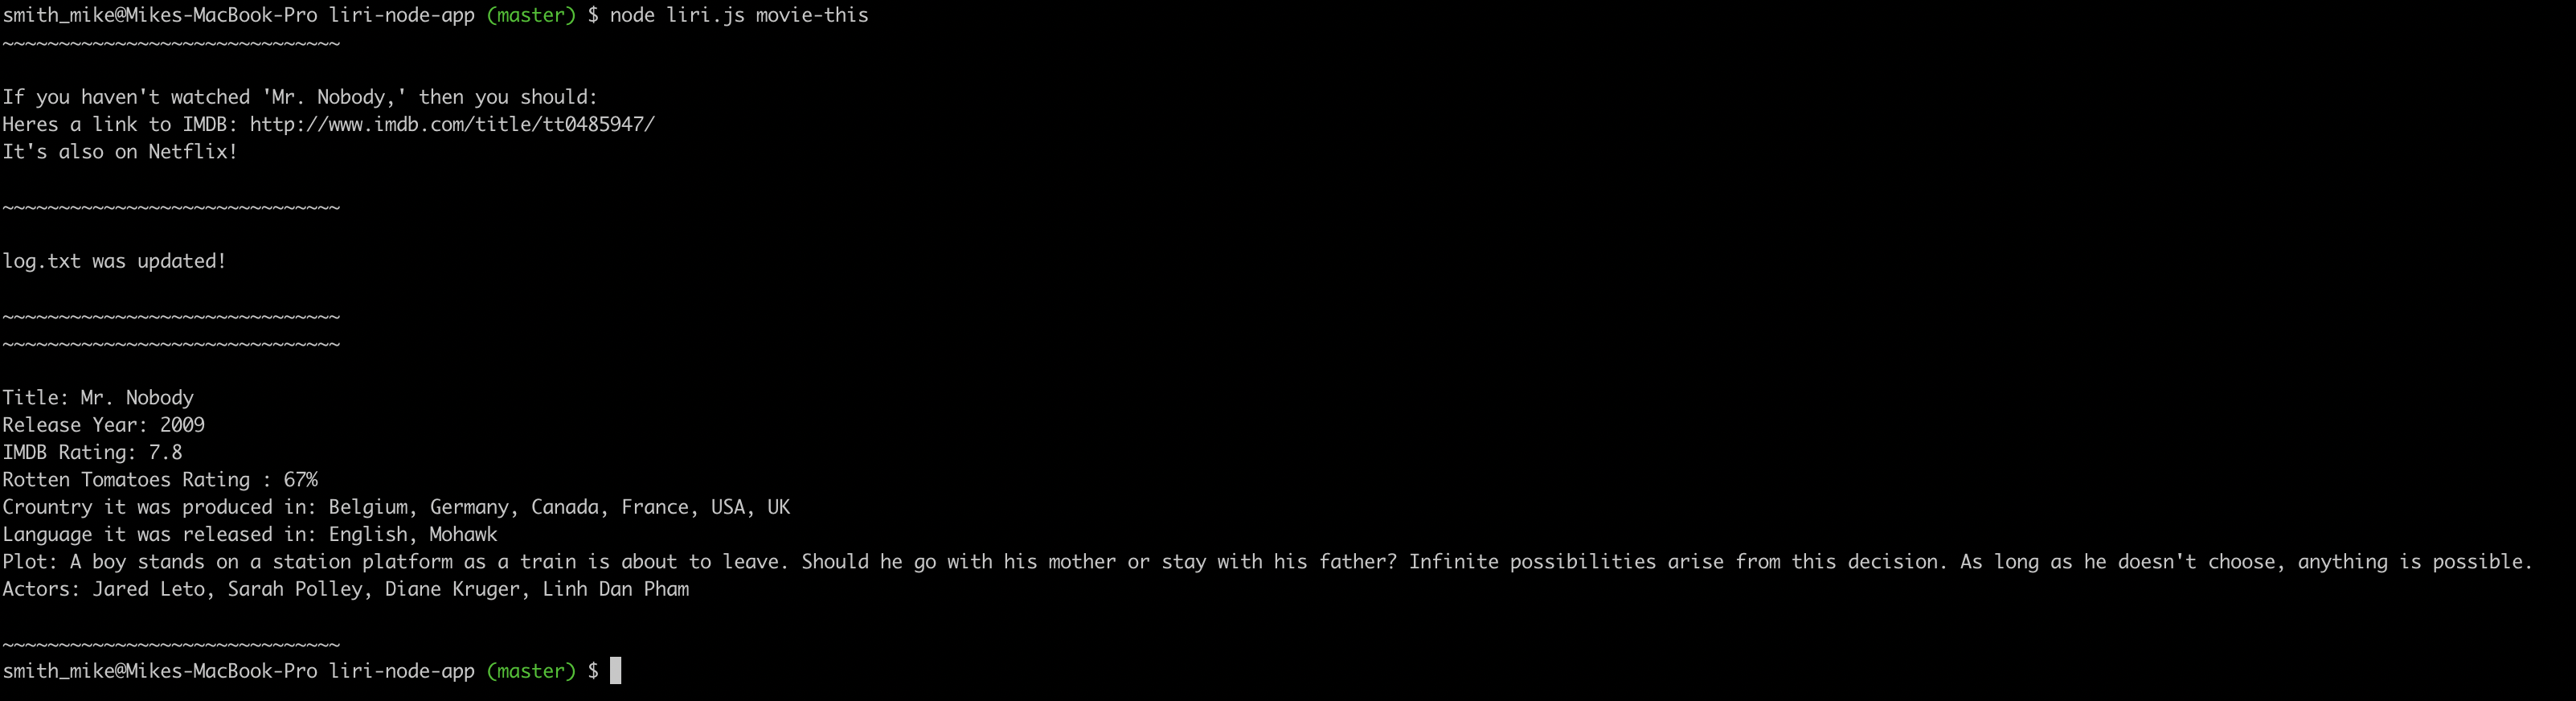 smith_mike@Mikes-MacBook-Pro liri-node-app (master) $ node liri.js movie-this
~~~~~~~~~~~~~~~~~~~~~~~~~~~~~~
If you haven't watched 'Mr. Nobody,' then you should:
Heres a link to IMDB: http://www.imdb.com/title/tt0485947/
It's also on Netflix!
~~~~~~~~~~~~~~~~~~~~~~~~~~~~~~
log.txt was updated!
~~~~~~~~~~~~~~~~~~~~~~~~~~~~~~
~~~~~~~~~~~~~~~~~~~~~~~~~~~~~~
Title: Mr. Nobody
Release Year: 2009
IMDB Rating: 7.8
Rotten Tomatoes Rating : 67%
Crountry it was produced in: Belgium, Germany, Canada, France, USA, UK
Language it was released in: English, Mohawk
Plot: A boy stands on a station platform as a train is about to leave. Should he go with his mother or stay with his father? Infinite possibilities arise from this decision. As long as he doesn't choose, anything is possible.
Actors: Jared Leto, Sarah Polley, Diane Kruger, Linh Dan Pham
~~~~~~~~~~~~~~~~~~~~~~~~~~~~~~
smith_mike@Mikes-MacBook-Pro liri-node-app (master) $